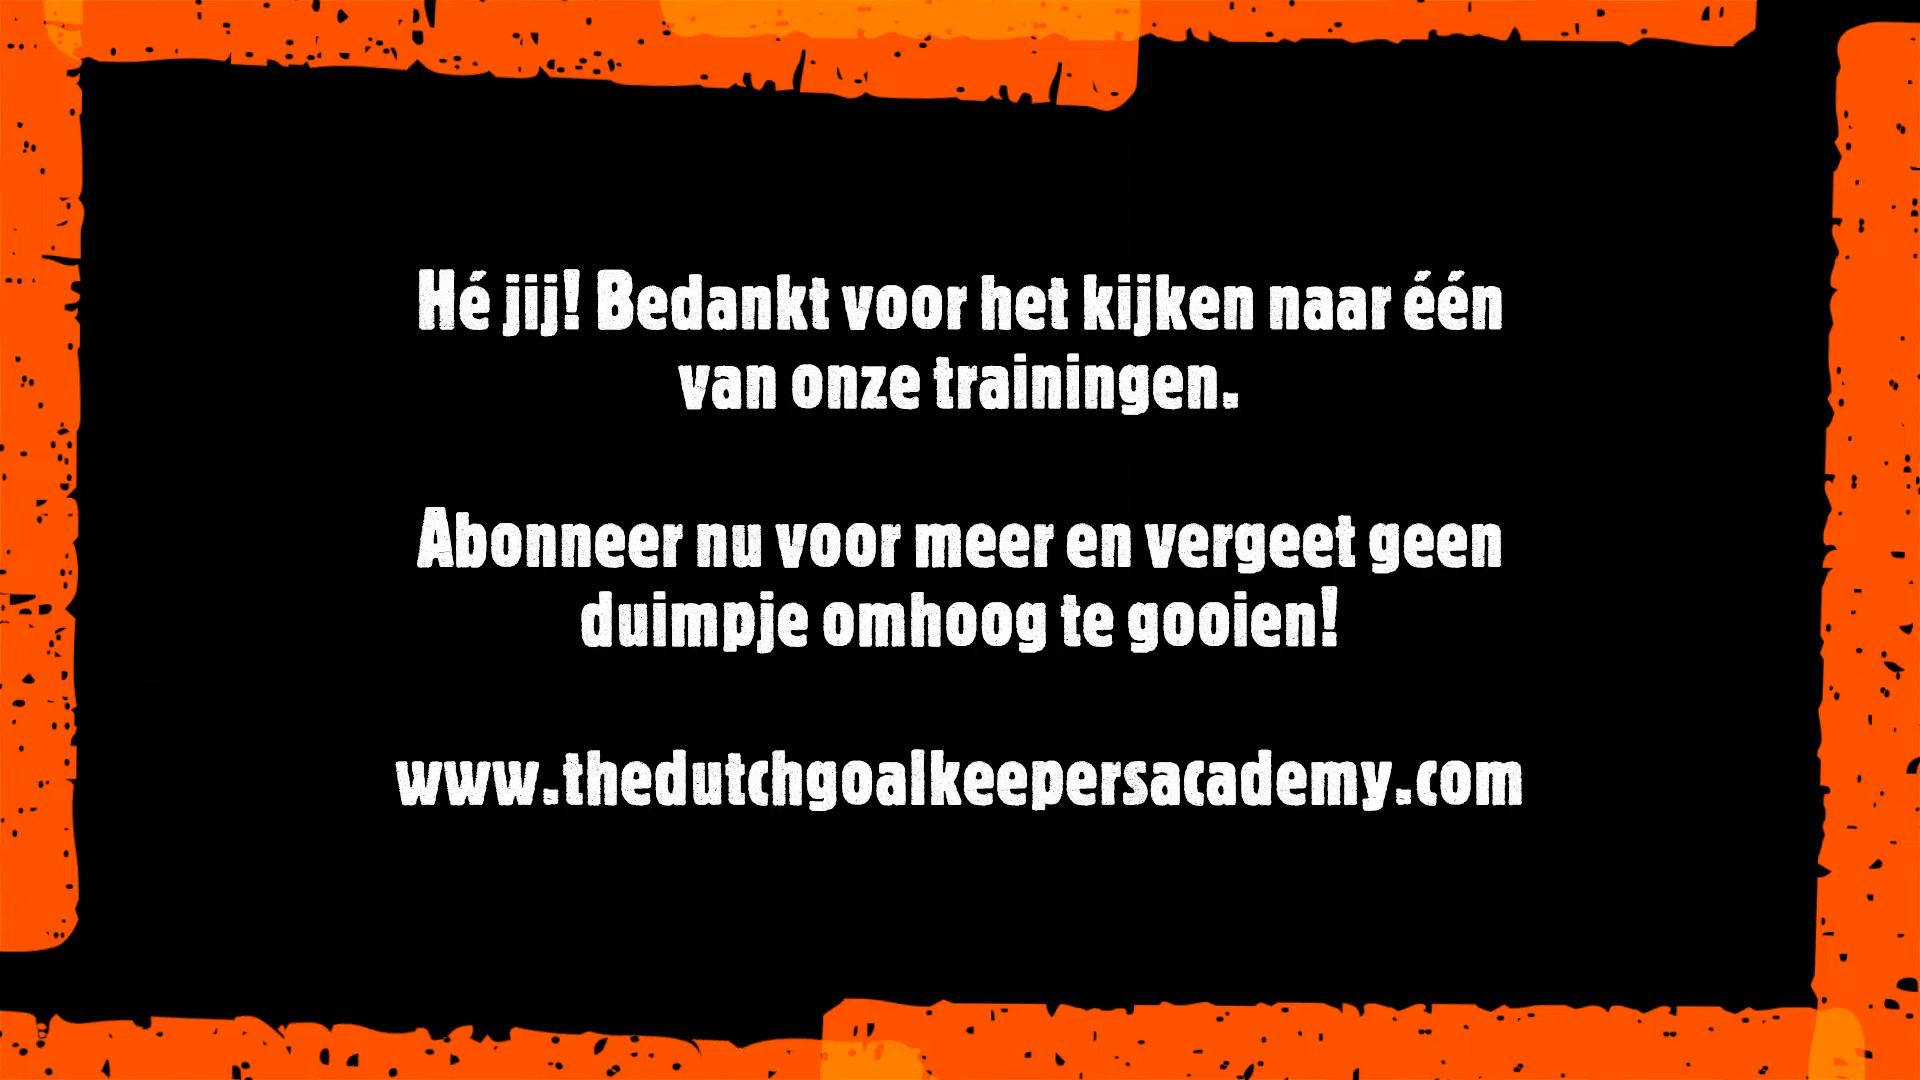 Hé jij! Bedankt voor het kijken naar één
van onze trainingen.
Abonneer nu voor meer en vergeet geen
duimpje omhoog te gooien!
www.thedutchgoalkeepersacademy.com